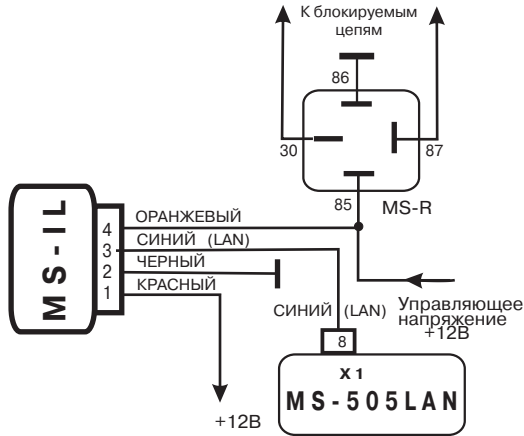 К блокируемым
цепям
86
30
87
85
MS-R
MS-IL
4 ОРАНЖЕВЫЙ
3 СИНИЙ (LAN)
2 ЧЕРНЫЙ
1 КРАСНЫЙ
СИНИЙ (LAN)
Управляющее
напряжение
+12В
8
X1
MS-505LAN
+12В